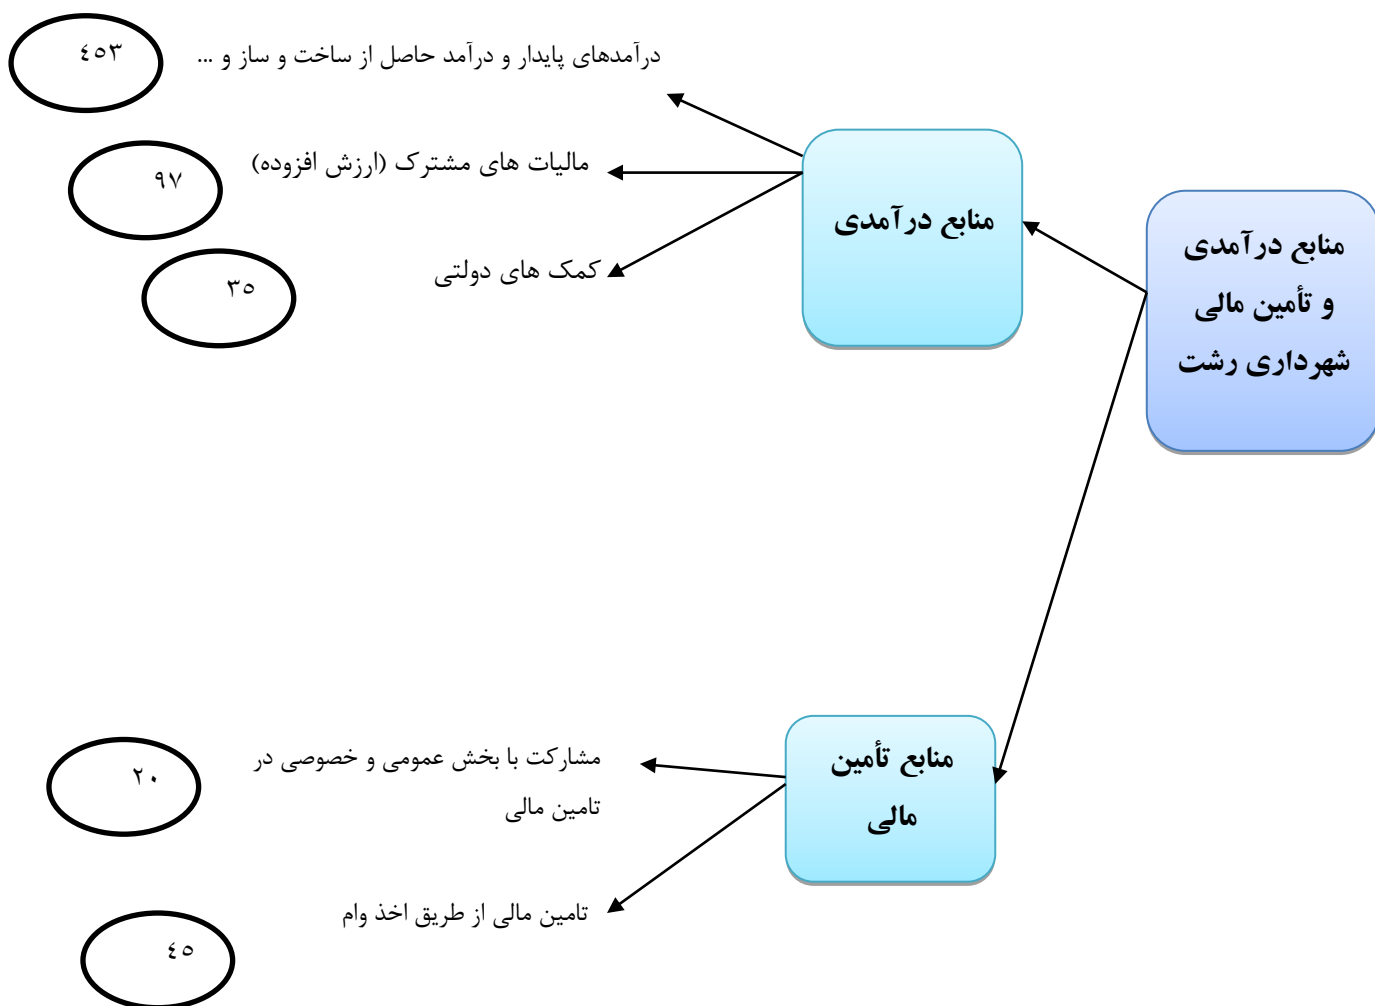 منابع درآمدی
و تأمین مالی
شهرداری رشت
منابع درآمدی
درآمدهای پایدار و درآمد حاصل از ساخت و ساز و ...
٤٥٣
مالیات های مشترک (ارزش افزوده)
٩٧
کمک های دولتی
٣٥
منابع تأمین
مالی
مشارکت با بخش عمومی و خصوصی در
تامین مالی
٢٠
تامین مالی از طریق اخذ وام
٤٥